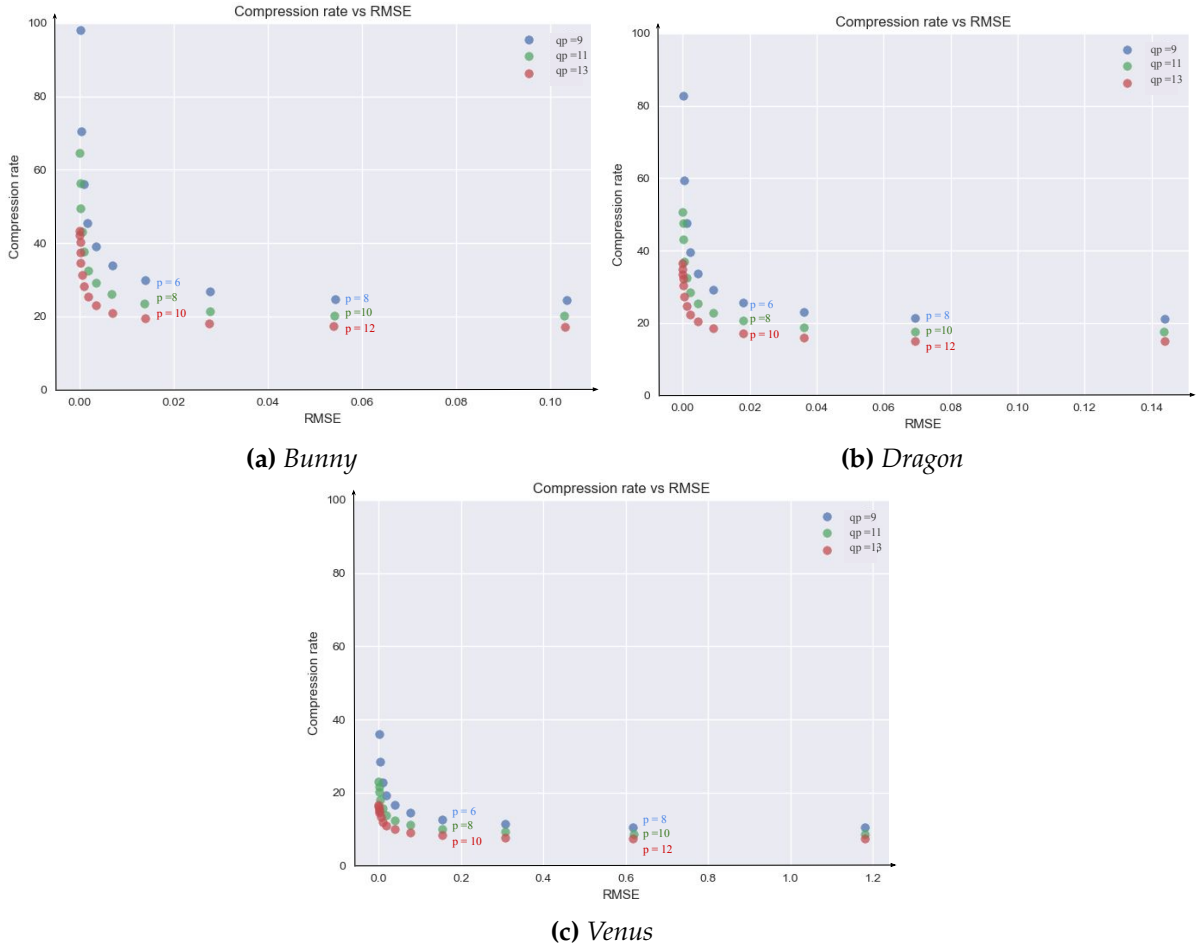 Compression rate vs RMSE
100
80
60
40
20
0
Compression rate
qp =9
qp =11
qp =13
p = 6
p =8
p = 10
p = 8
p = 10
p = 12
0.00 0.02 0.04 0.06 0.08 0.10
RMSE
(a) Bunny
Compression rate vs RMSE
100
80
60
40
20
0
Compression rate
qp =9
qp =11
qp =13
p = 6
p =8
p = 10
p = 8
p = 10
p = 12
0.00 0.02 0.04 0.06 0.08 0.10 0.12 0.14
RMSE
(b) Dragon
Compression rate vs RMSE
100
80
60
40
20
0
Compression rate
qp =9
qp =11
qp =13
p = 6
p =8
p = 10
p = 8
p = 10
p = 12
0.0 0.2 0.4 0.6 0.8 1.0 1.2
RMSE
(c) Venus